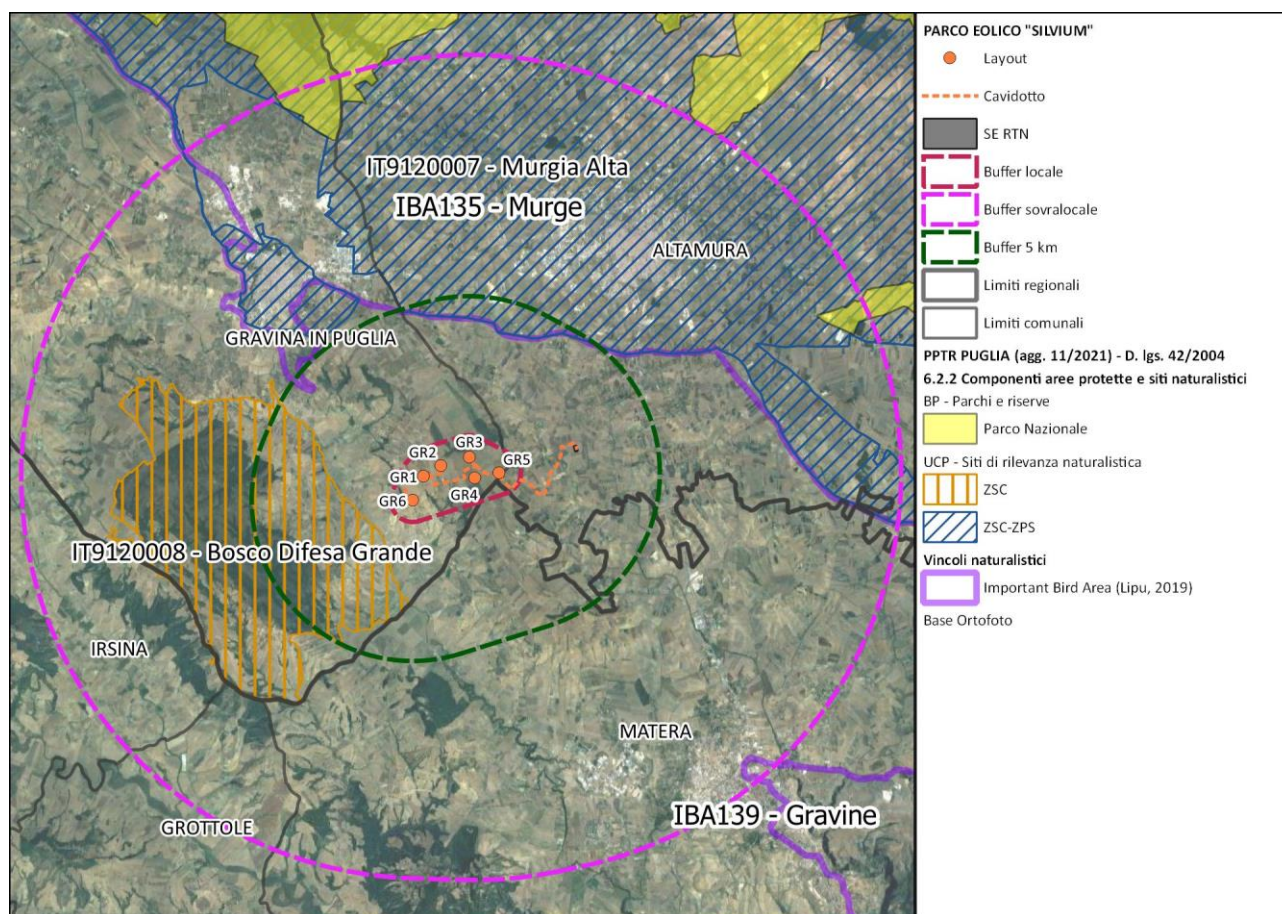 IT9120007 - Murgia Alta
IBA135 - Murge
ALTAMURA
GRAVINA IN PUGLIA
GR3
GR2
GR1
GR5
GR4
GR6
IT9120008 - Bosco Difesa Grande
IRSINA
MATERA
IBA139 - Gravine
GROTTOLE
PARCO EOLICO "SILVIUM"
Layout
Cavidotto
SE RTN
Buffer locale
Buffer sovralocale
Buffer 5 km
Limiti regionali
Limiti comunali
PPTR PUGLIA (agg. 11/2021) - D. lgs. 42/2004
6.2.2 Componenti aree protette e siti naturalistici
BP - Parchi e riserve
Parco Nazionale
UCP - Siti di rilevanza naturalistica
ZSC
ZSC-ZPS
Vincoli naturalistici
Important Bird Area (Lipu, 2019)
Base Ortofoto